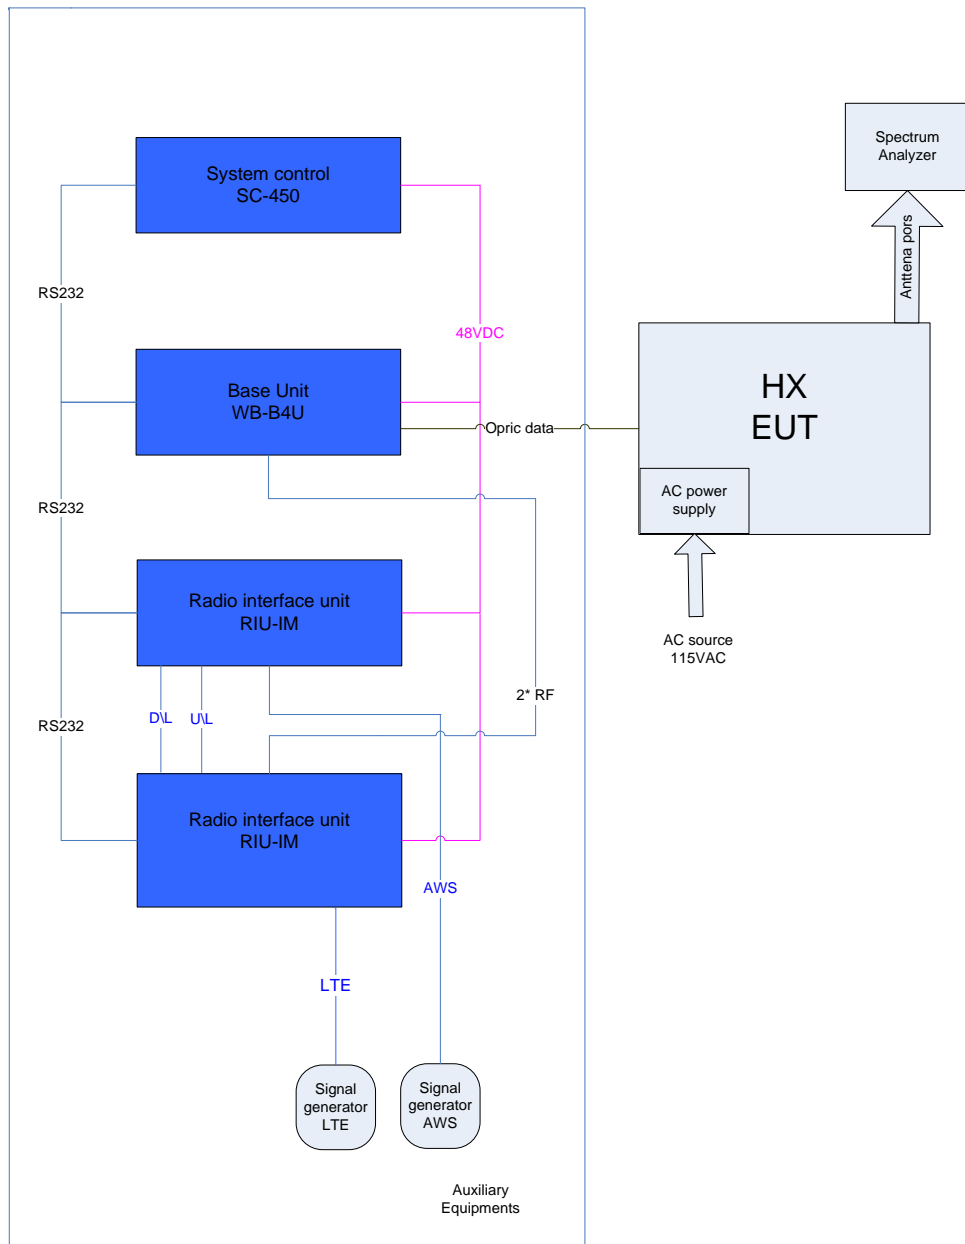 System control
SC-450
Spectrum
Analyzer
Anttena pors
RS232
48VDC
Base Unit
WB-B4U
Opric data
HX
EUT
AC power
supply
RS232
Radio interface unit
RIU-IM
AC source
115VAC
2* RF
D\L
U\L
RS232
Radio interface unit
RIU-IM
AWS
LTE
Signal
generator
LTE
Signal
generator
AWS
Auxiliary
Equipments